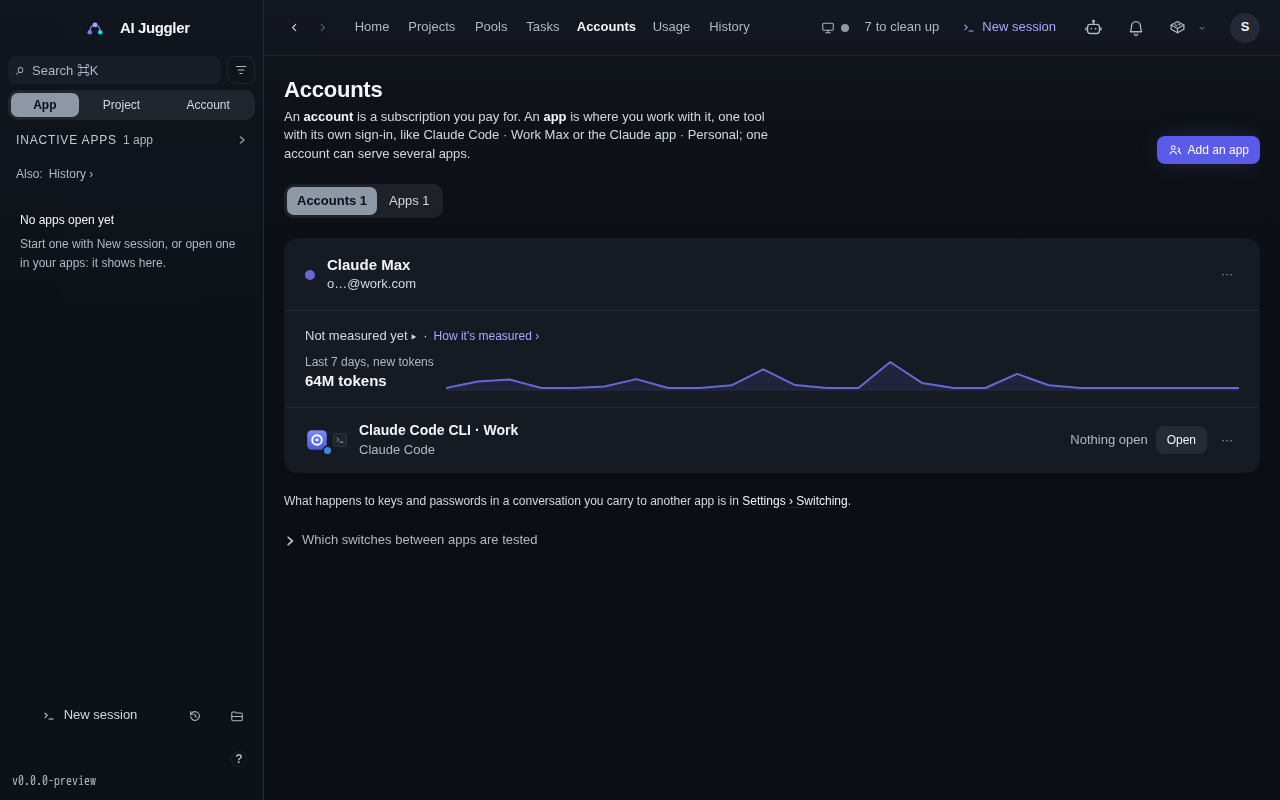 AI Juggler
Search ⌘K
App
Project
Account
INACTIVE APPS 1 app
Also: History ›
No apps open yet
Start one with New session, or open one
in your apps: it shows here.
New session
?
v0.0.0-preview
Home
Projects
Pools
Tasks
Accounts
Usage
History
7 to clean up
New session
S
Accounts
An account is a subscription you pay for. An app is where you work with it, one tool
with its own sign-in, like Claude Code · Work Max or the Claude app · Personal; one
account can serve several apps.
Add an app
Accounts 1
Apps 1
Claude Max
o…@work.com
Not measured yet ▸ · How it's measured ›
Last 7 days, new tokens
64M tokens
Claude Code CLI · Work
Claude Code
Nothing open
Open
What happens to keys and passwords in a conversation you carry to another app is in Settings › Switching.
Which switches between apps are tested